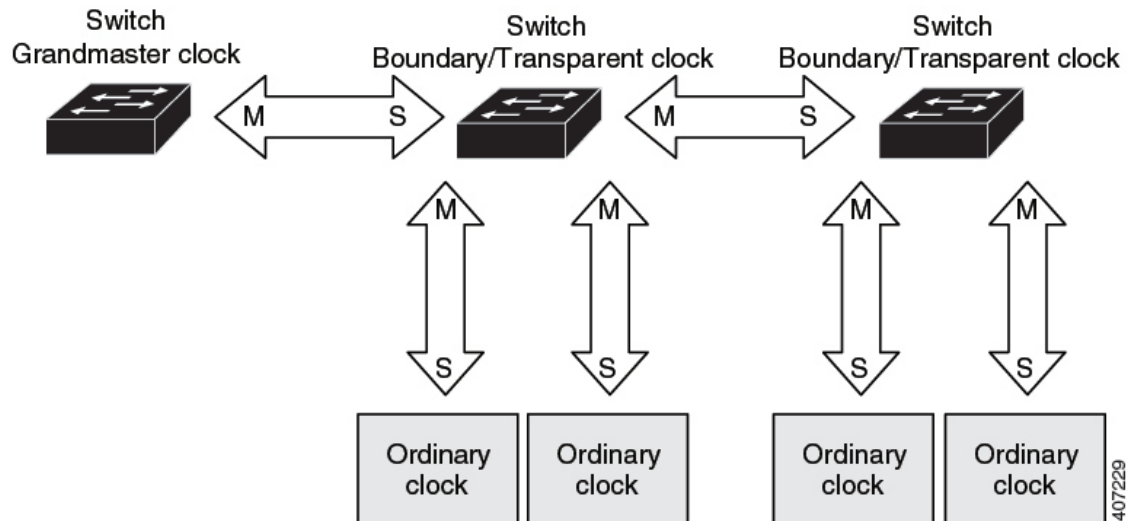 Switch
Grandmaster clock
Switch
Boundary/Transparent clock
Switch
Boundary/Transparent clock
M
S
M
S
M
M
M
M
S
S
S
S
Ordinary
clock
Ordinary
clock
Ordinary
clock
Ordinary
clock
407229